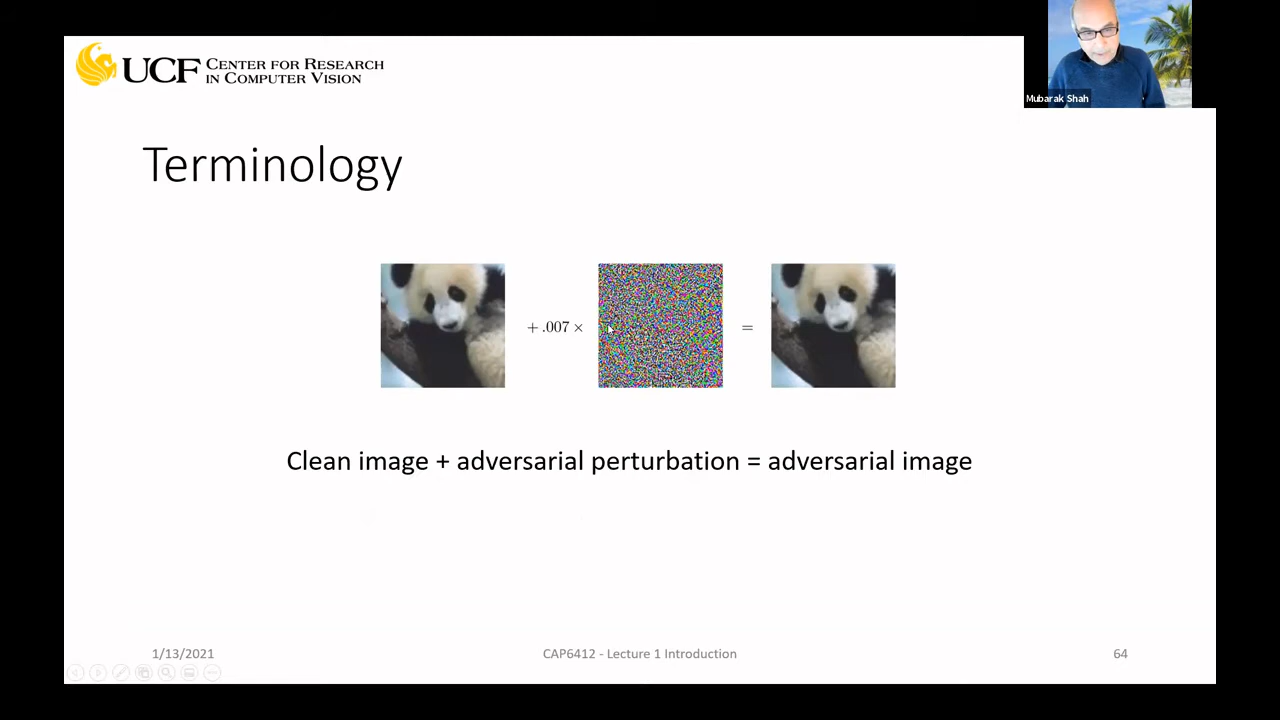 UCF CENTER FOR RESEARCH
IN COMPUTER VISION
Mubarak Shah
Terminology
+ .007 ×
=
Clean image + adversarial perturbation = adversarial image
1/13/2021
CAP6412 - Lecture 1 Introduction
64